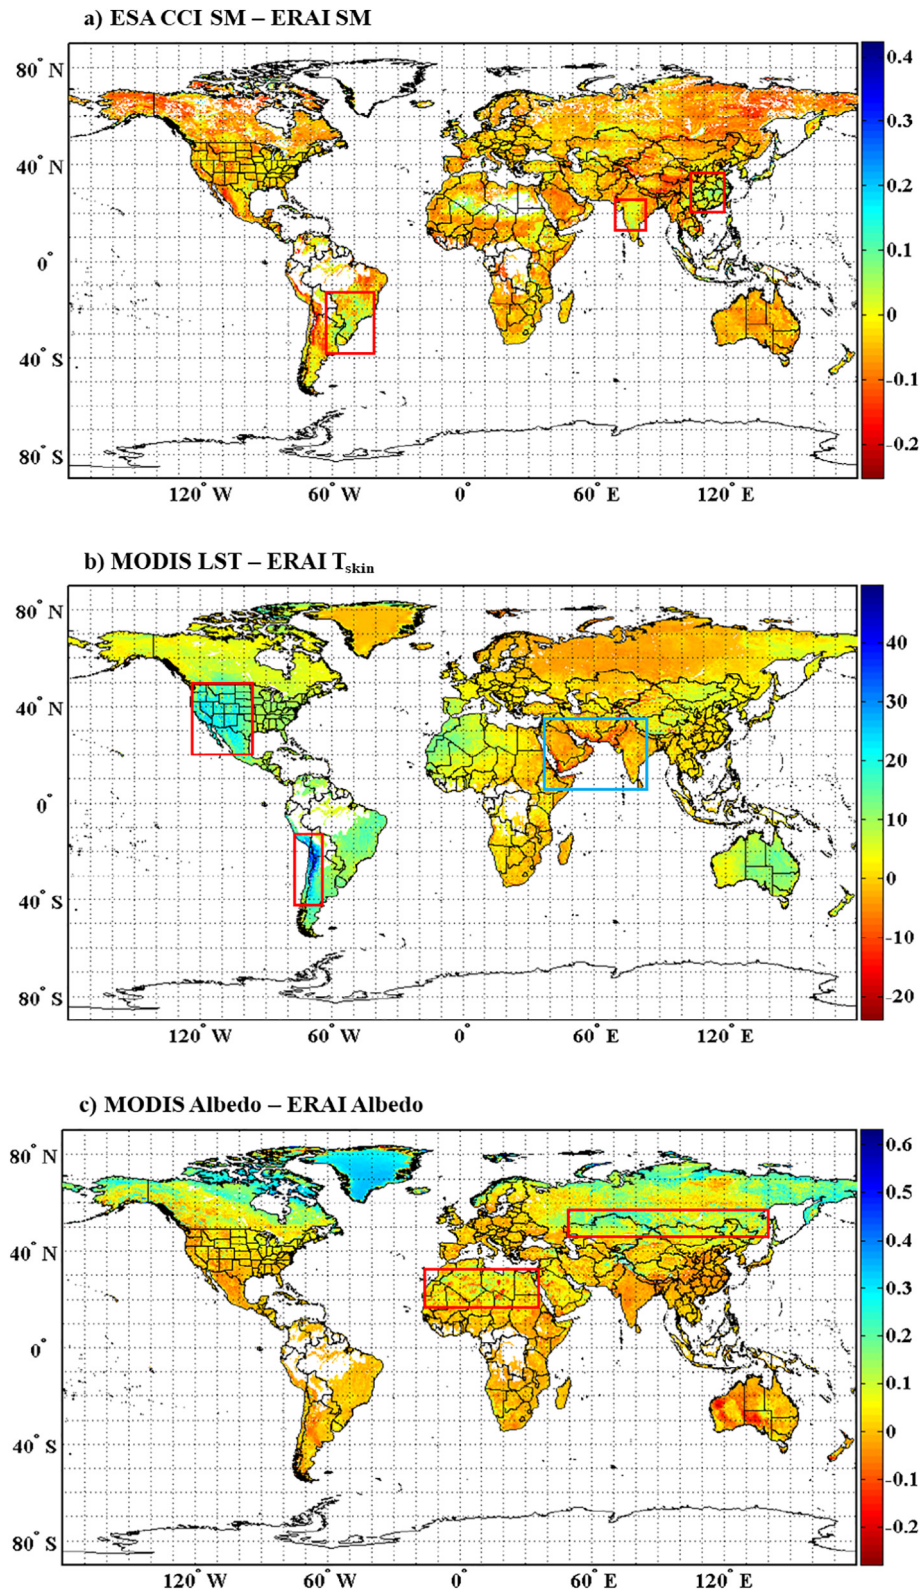 a) ESA CCI SM – ERAI SM
80° N
40° N
0°
40° S
80° S
120° W
60° W
0°
60° E
120° E
0.4
0.3
0.2
0.1
0
-0.1
-0.2
b) MODIS LST – ERAI Tskin
80° N
40° N
0°
40° S
80° S
120° W
60° W
0°
60° E
120° E
40
30
20
10
0
-10
-20
c) MODIS Albedo – ERAI Albedo
80° N
40° N
0°
40° S
80° S
120° W
60° W
0°
60° E
120° E
0.6
0.5
0.4
0.3
0.2
0.1
0
-0.1
-0.2